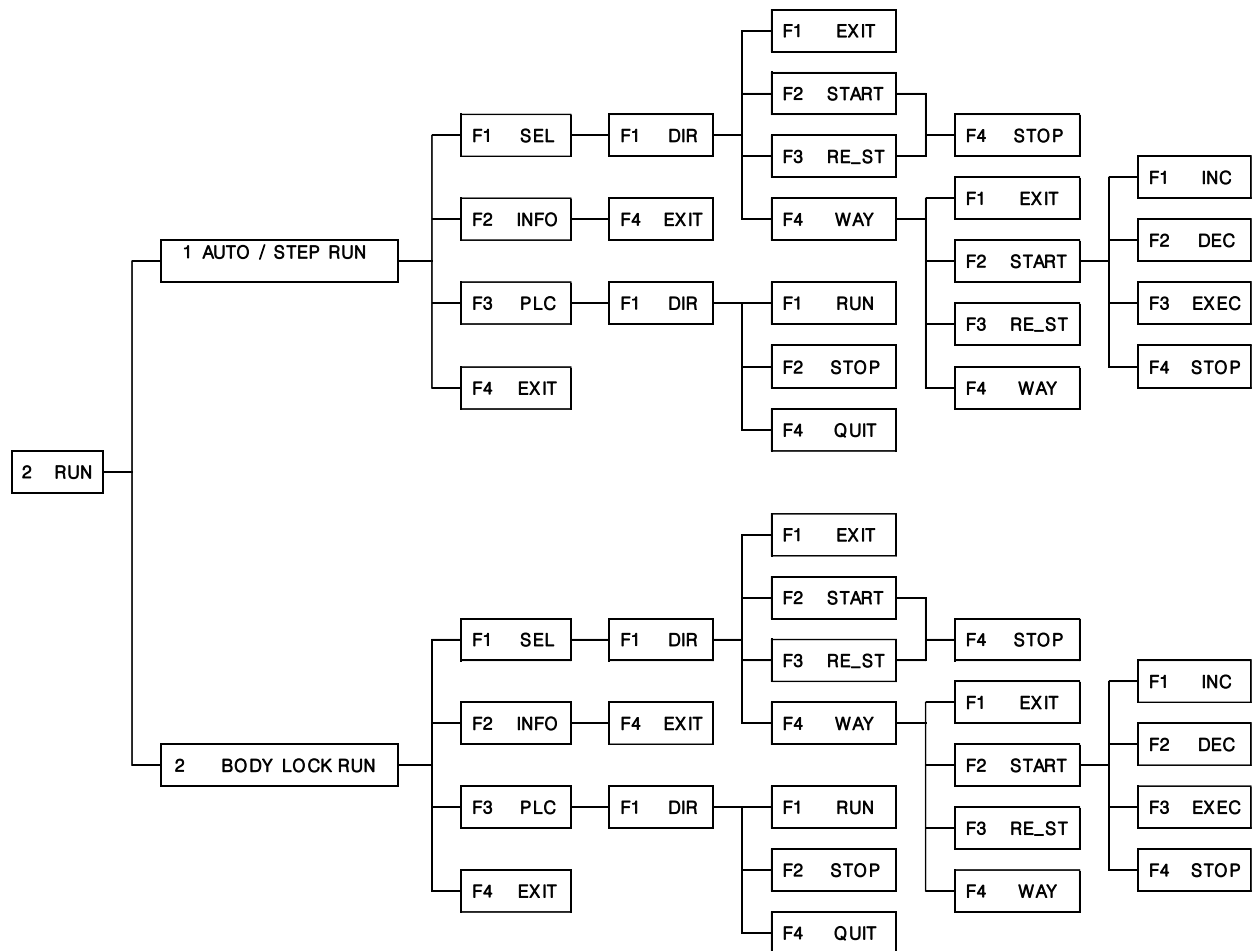 F1 EXIT
F2 START
F1 SEL
F1 DIR
F4 STOP
F3 RE_ST
F1 INC
F1 EXIT
F2 INFO
F4 EXIT
F4 WAY
F2 DEC
1 AUTO / STEP RUN
F2 START
F3 PLC
F1 DIR
F1 RUN
F3 EXEC
F3 RE_ST
F2 STOP
F4 STOP
F4 EXIT
F4 WAY
F4 QUIT
2 RUN
F1 EXIT
F2 START
F1 SEL
F1 DIR
F4 STOP
F3 RE_ST
F1 INC
F1 EXIT
F2 INFO
F4 EXIT
F4 WAY
F2 DEC
2 BODY LOCK RUN
F2 START
F3 PLC
F1 DIR
F1 RUN
F3 EXEC
F3 RE_ST
F2 STOP
F4 STOP
F4 EXIT
F4 WAY
F4 QUIT